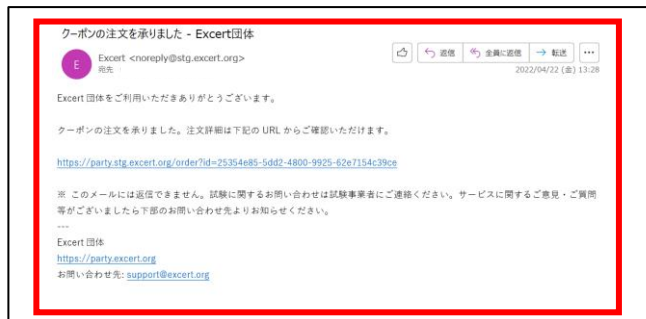 クーポンの注文を承りました - Excert団体
E
Excert <noreply@stg.excert.org>
宛先
返信
全員に返信
転送
2022/04/22 (金) 13:28
Excert 団体をご利用いただきありがとうございます。
クーポンの注文を承りました。注文詳細は下記の URL からご確認いただけます。
https://party.stg.excert.org/order?id=25354e85-5dd2-4800-9925-62e7154c39ce
※ このメールには返信できません。試験に関するお問い合わせは試験事業者にご連絡ください。サービスに関するご意見・ご質問
等がございましたら下部のお問い合わせ先よりお知らせください。
---
Excert 団体
https://party.excert.org
お問い合わせ先: support@excert.org